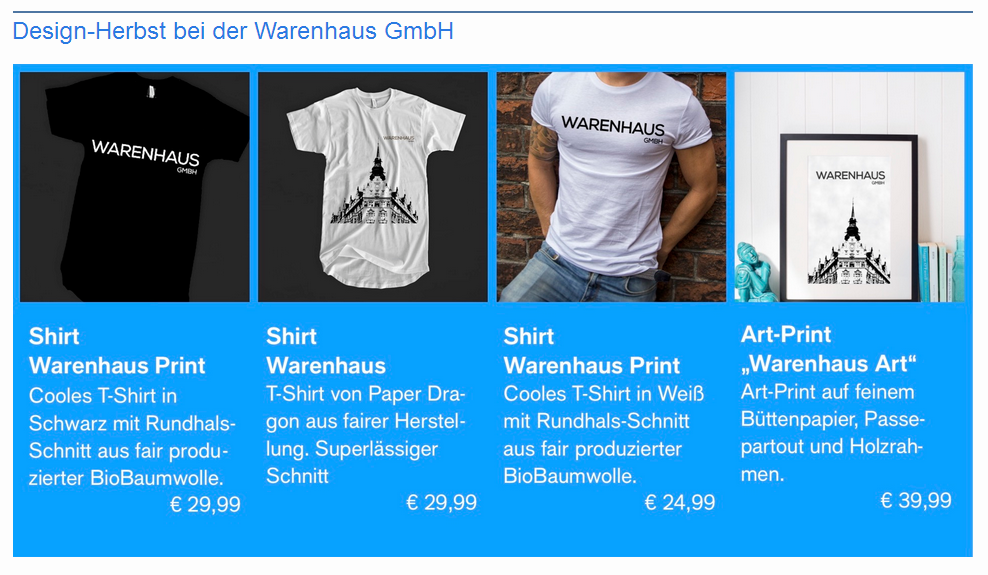 Design-Herbst bei der Warenhaus GmbH
WARENHAUS
GMBH
WARENHAUS
GMBH
WARENHAUS
GMBH
WARENHAUS
GMBH
Shirt
Warenhaus Print
Cooles T-Shirt in
Schwarz mit Rundhals-
Schnitt aus fair produ-
zierter BioBaumwolle.
€ 29,99
Shirt
Warenhaus
T-Shirt von Paper Dra-
gon aus fairer Herstel-
lung. Superlässiger
Schnitt
€ 29,99
Shirt
Warenhaus Print
Cooles T-Shirt in Weiß
mit Rundhals-Schnitt
aus fair produzierter
BioBaumwolle.
€ 24,99
Art-Print
„Warenhaus Art“
Art-Print auf feinem
Büttenpapier, Passe-
partout und Holzrah-
men.
€ 39,99